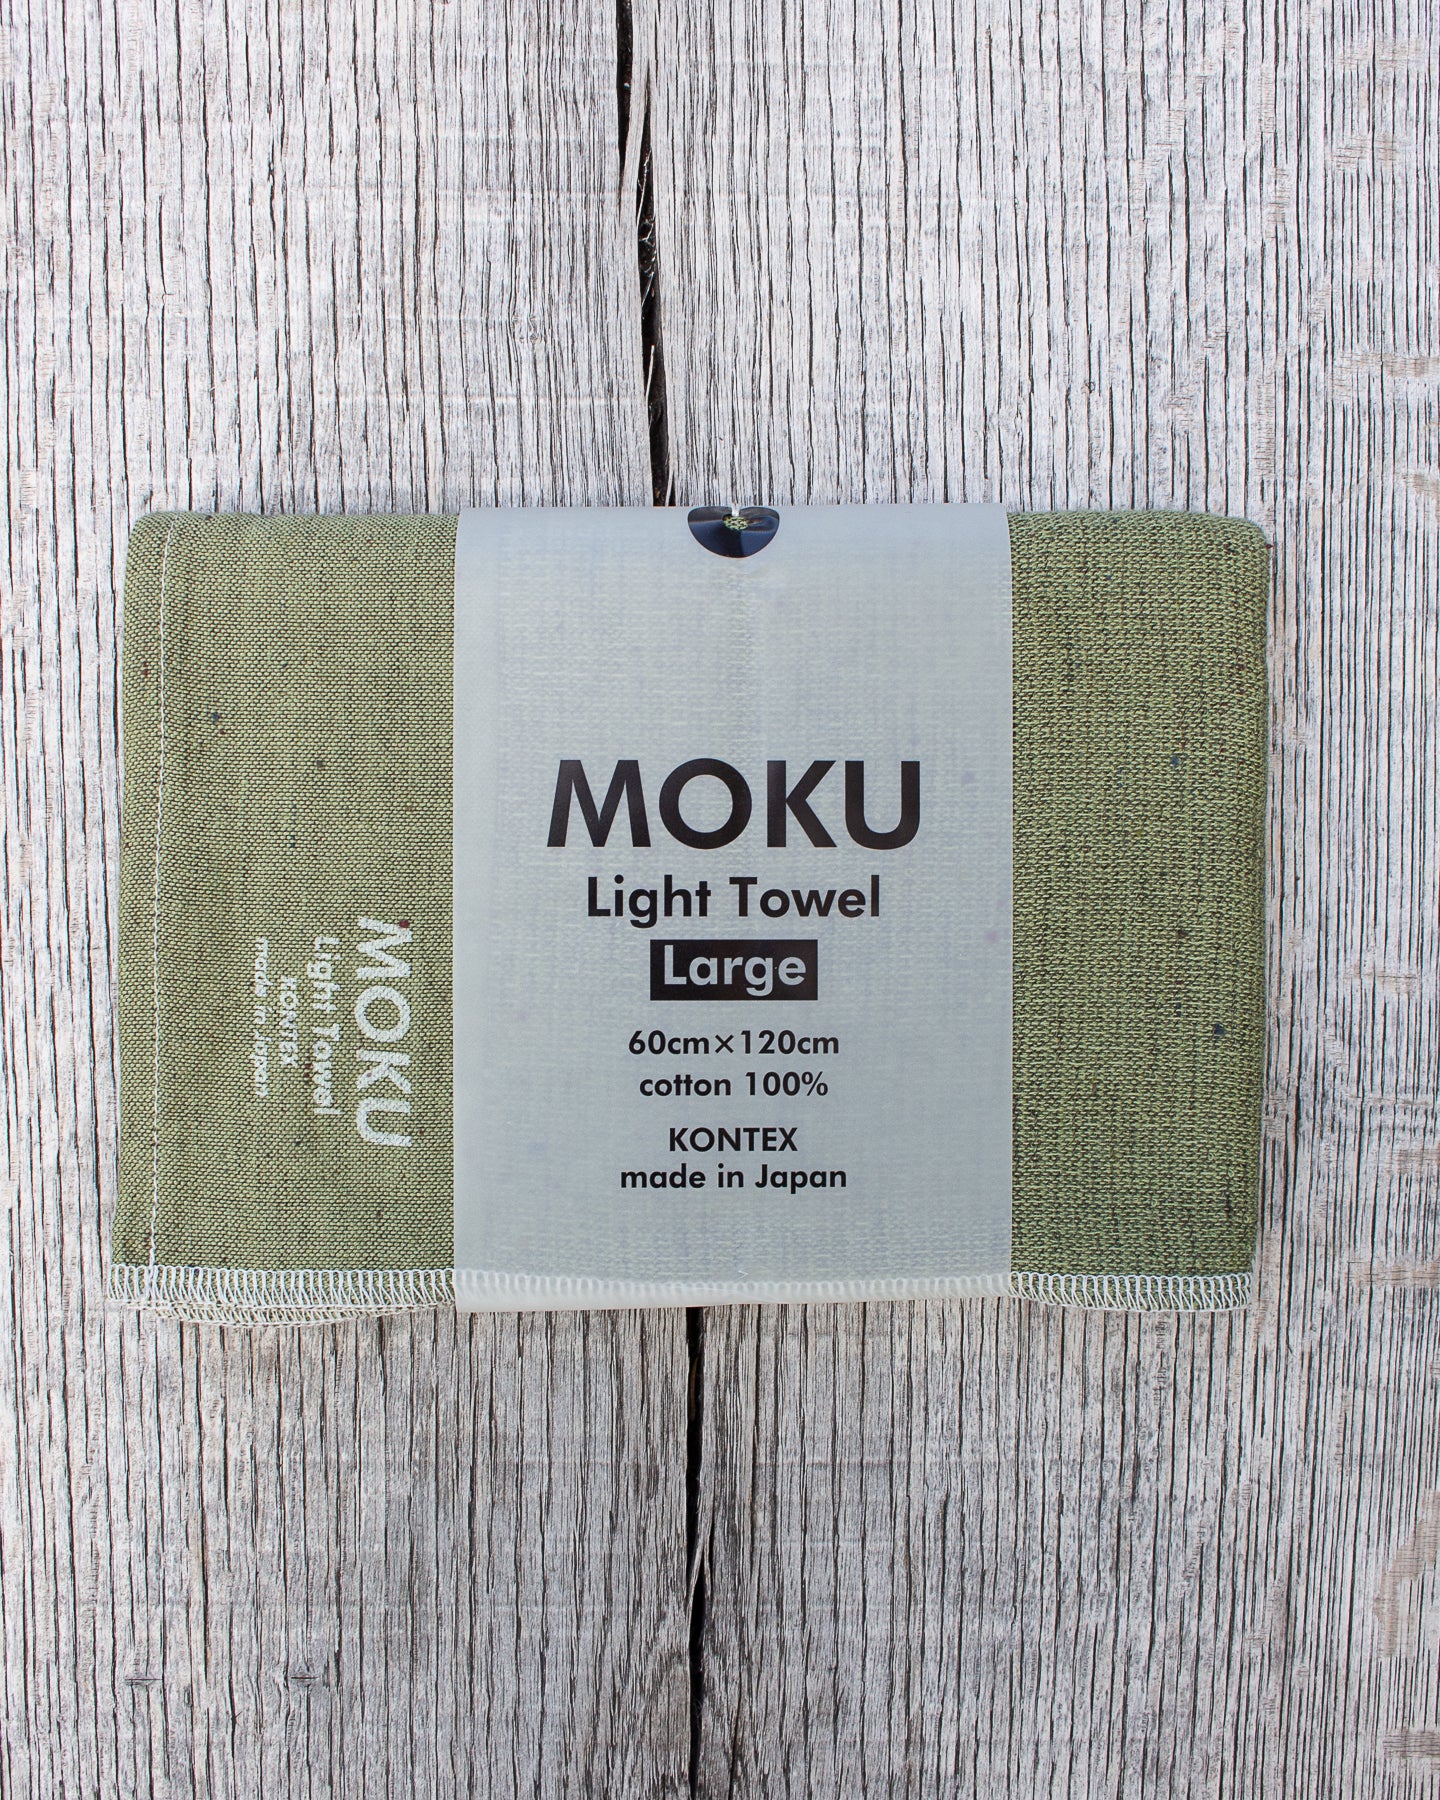 MOKU
Light Towel
Large
60cm×120cm
cotton 100%
KONTEX
made in Japan
MOKU
Light Towel
KONTEX
made in Japan